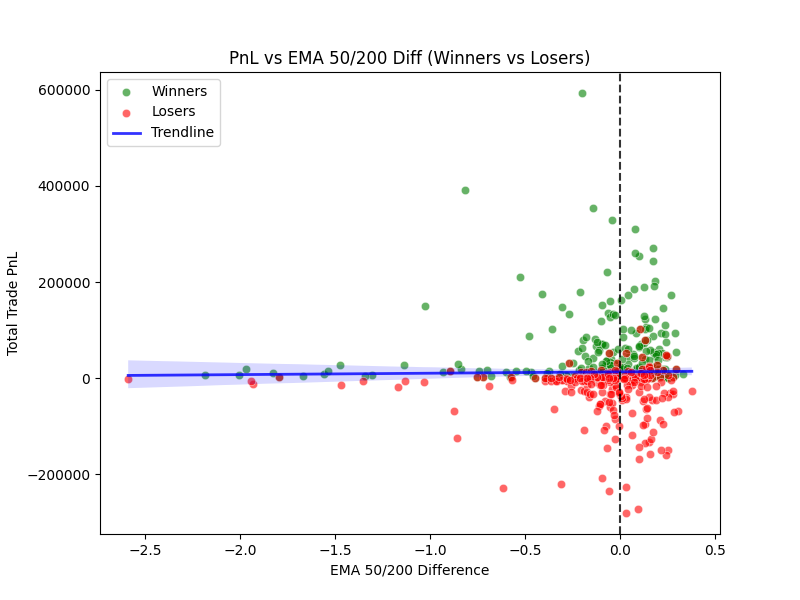 PnL vs EMA 50/200 Diff (Winners vs Losers)
Winners
Losers
Trendline
600000
400000
200000
0
−200000
Total Trade PnL
−2.5
−2.0
−1.5
−1.0
−0.5
0.0
0.5
EMA 50/200 Difference